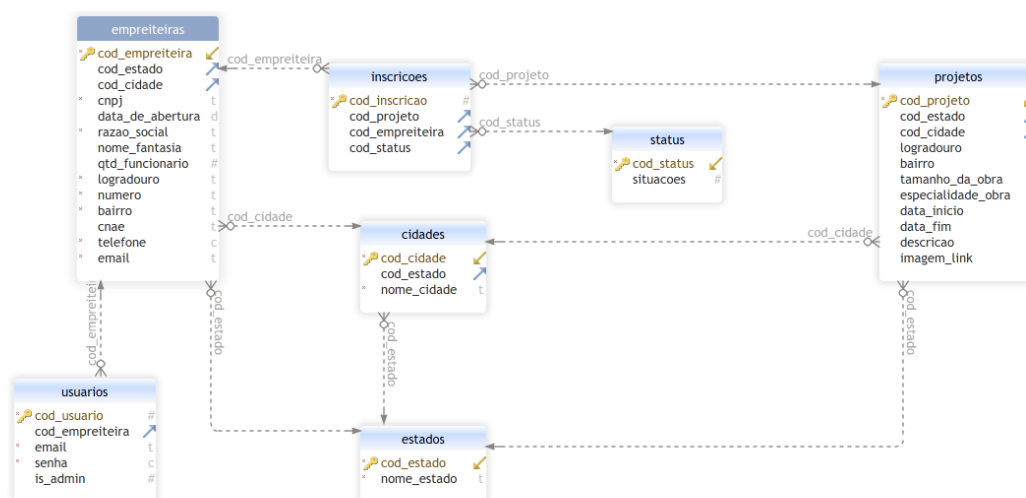 empreiteiras
cod_empreiteira
cod_estado
cod_cidade
cnpj t
data_de_abertura d
razao_social t
nome_fantasia t
qtd_funcionario #
logradouro t
numero t
bairro t
cnae t
telefone c
email t
cod_empreiteira
inscricoes
cod_inscricao #
cod_projeto
cod_empreiteira
cod_status
cod_projeto
cod_status
status
cod_status
situacoes #
projetos
cod_projeto
cod_estado
cod_cidade
logradouro
bairro
tamanho_da_obra
especialidade_obra
data_inicio
data_fim
descricao
imagem_link
cod_cidade
cidades
cod_cidade
cod_estado
nome_cidade t
cod_cidade
cod_empreitei
cod_estado
cod_estado
cod_estado
usuarios
cod_usuario #
cod_empreiteira
email t
senha c
is_admin #
estados
cod_estado
nome_estado t